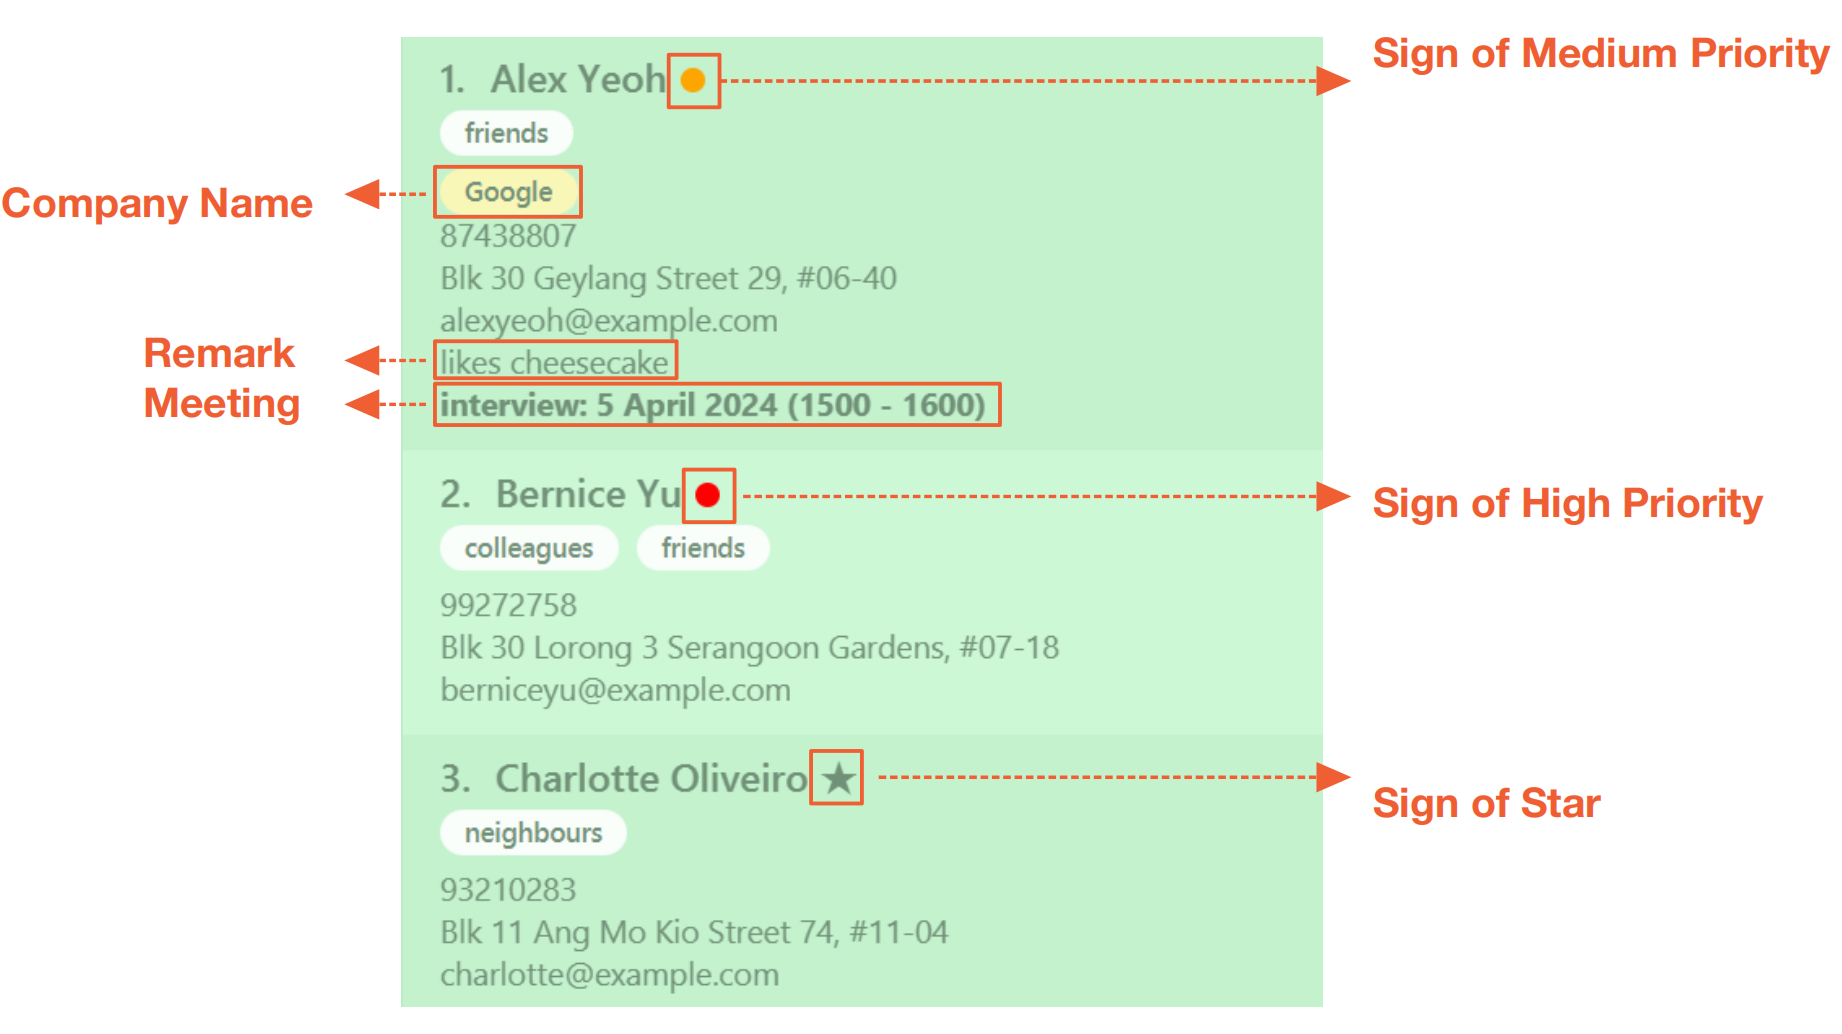 Sign of Medium Priority
1. Alex Yeoh
friends
Company Name
Google
87438807
Blk 30 Geylang Street 29, #06-40
alexyeoh@example.com
Remark
likes cheesecake
Meeting
interview: 5 April 2024 (1500 - 1600)
2. Bernice Yu
Sign of High Priority
colleagues friends
99272758
Blk 30 Lorong 3 Serangoon Gardens, #07-18
berniceyu@example.com
3. Charlotte Oliveiro ★
Sign of Star
neighbours
93210283
Blk 11 Ang Mo Kio Street 74, #11-04
charlotte@example.com